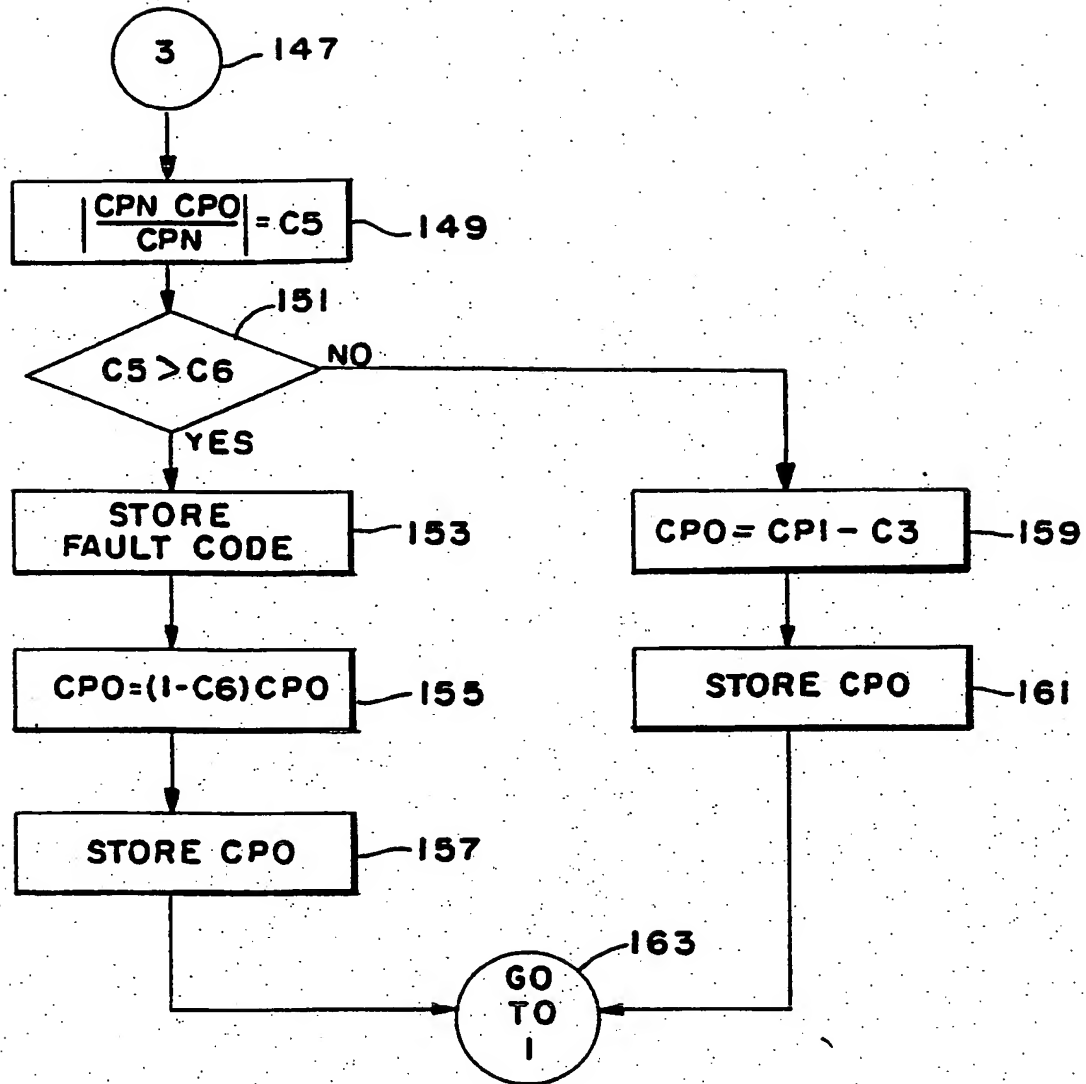 3
147
|CPN CPO
CPN| = C5
149
151
C5 > C6
NO
YES
STORE
FAULT CODE
153
CPO = CP1 - C3
159
CPO=(1-C6)CPO
155
STORE CPO
161
STORE CPO
157
163
GO
TO
1